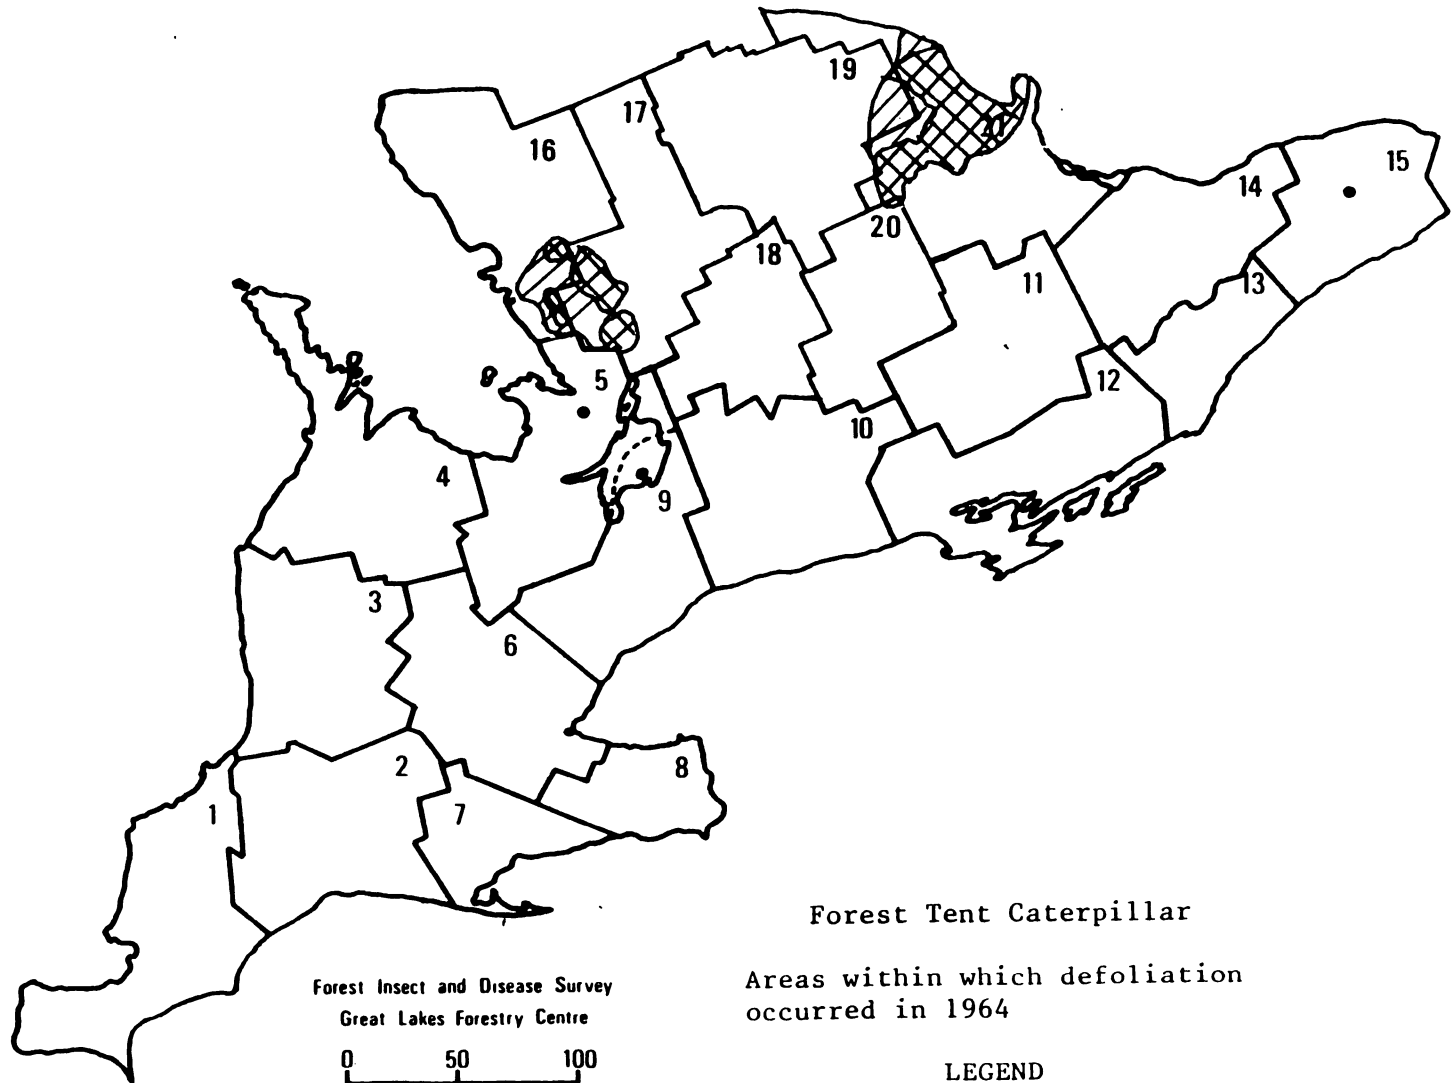 19
17
16
15
14
20
18
11
13
5
12
10
4
9
3
6
2
8
1
7
Forest Tent Caterpillar
Areas within which defoliation
occurred in 1964
Forest Insect and Disease Survey
Great Lakes Forestry Centre
0 50 100
LEGEND